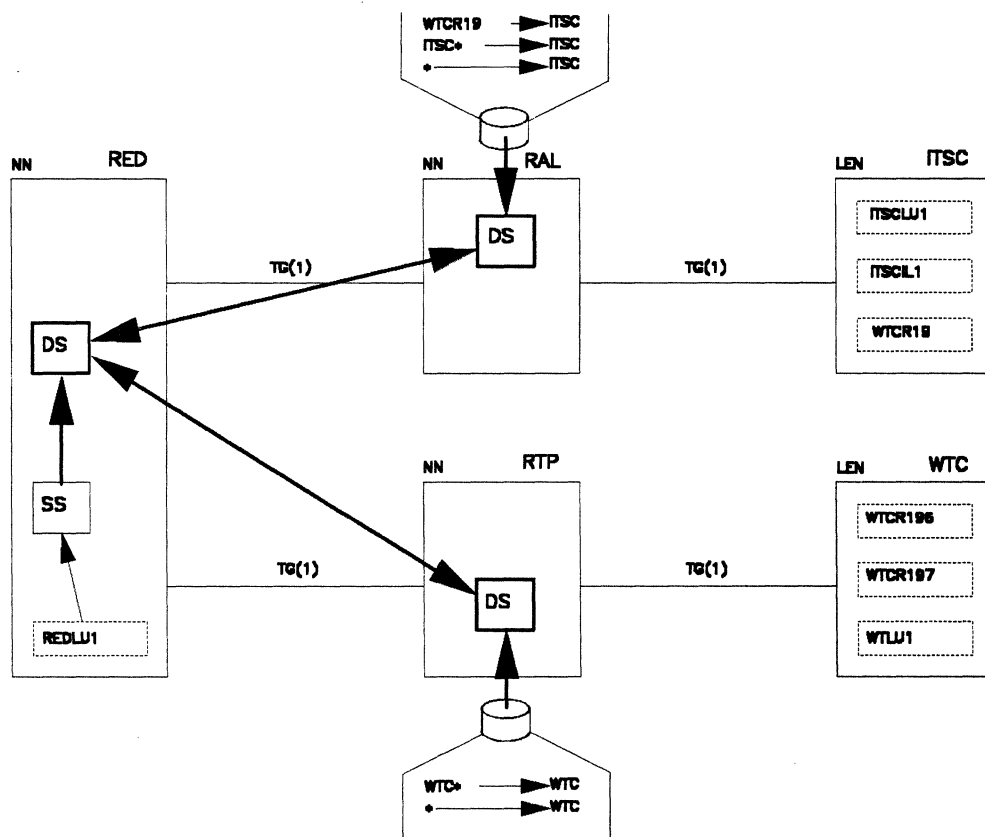 WTCR19 ITSC
ITSC* ITSC
* ITSC
NN RED
NN RAL
LEN ITSC
DS
ITSCLU1
TG(1)
TG(1)
ITSCIL1
WTCR19
DS
NN RTP
LEN WTC
SS
WTCR196
TG(1)
TG(1)
WTCR197
DS
REDLU1
WTLU1
WTC* WTC
* WTC